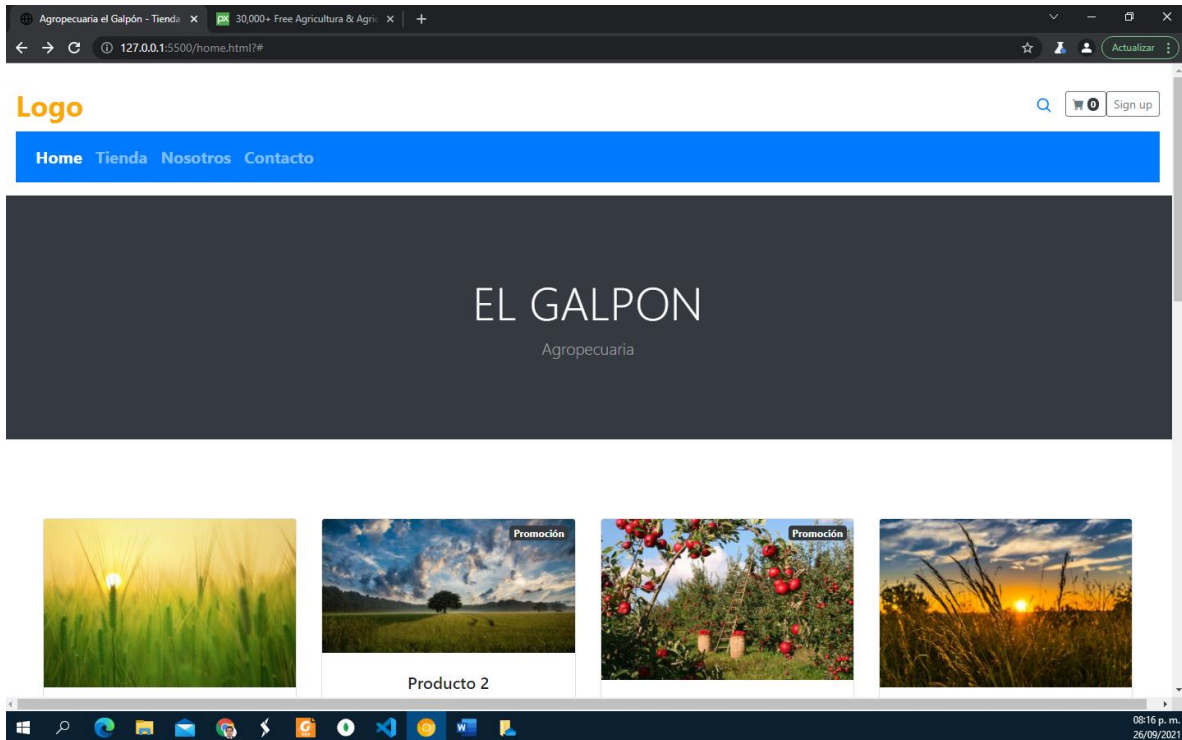 Agropecuaria el Galpón - Tienda
30,000+ Free Agricultura & Agric
127.0.0.1:5500/home.html?#
Actualizar
Logo
0
Sign up
Home Tienda Nosotros Contacto
EL GALPON
Agropecuaria
Promoción
Promoción
Producto 2
08:16 p. m.
26/09/2021